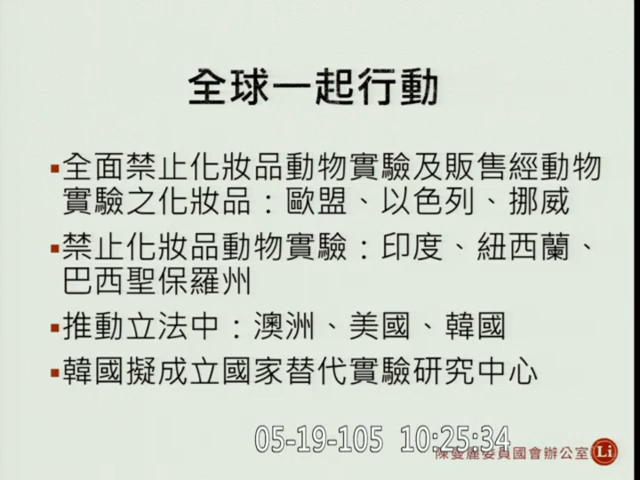 全球一起行動
▪全面禁止化妝品動物實驗及販售經動物
實驗之化妝品：歐盟、以色列、挪威
▪禁止化妝品動物實驗：印度、紐西蘭、
巴西聖保羅州
▪推動立法中：澳洲、美國、韓國
▪韓國擬成立國家替代實驗研究中心
05-19-105 10:25:34
陳曼麗委員國會辦公室 Li